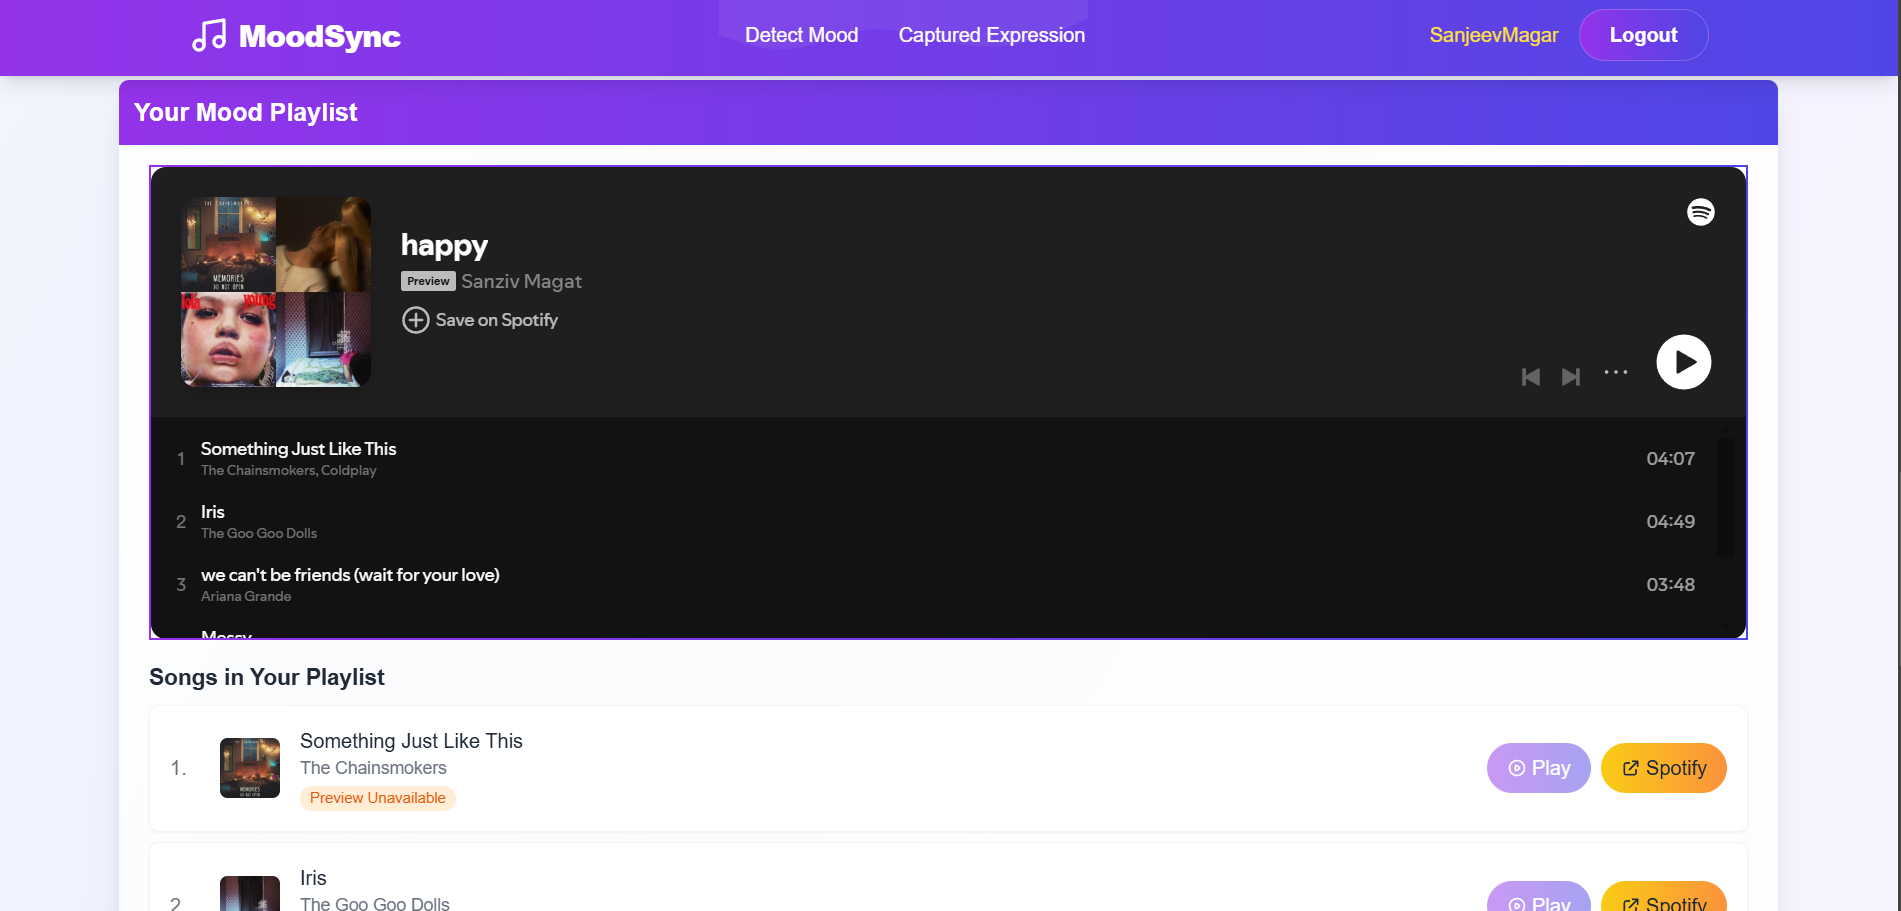 MoodSync
Detect Mood
Captured Expression
SanjeevMagar
Logout
Your Mood Playlist
THE CHAINSMOKERS
MEMORIES
DO NOT OPEN
lola young
happy
Preview Sanziv Magat
Save on Spotify
1 Something Just Like This 04:07
The Chainsmokers, Coldplay
2 Iris 04:49
The Goo Goo Dolls
3 we can't be friends (wait for your love) 03:48
Ariana Grande
Messy
Songs in Your Playlist
1. Something Just Like This
The Chainsmokers
Preview Unavailable
Play
Spotify
2. Iris
The Goo Goo Dolls
Play
Spotify